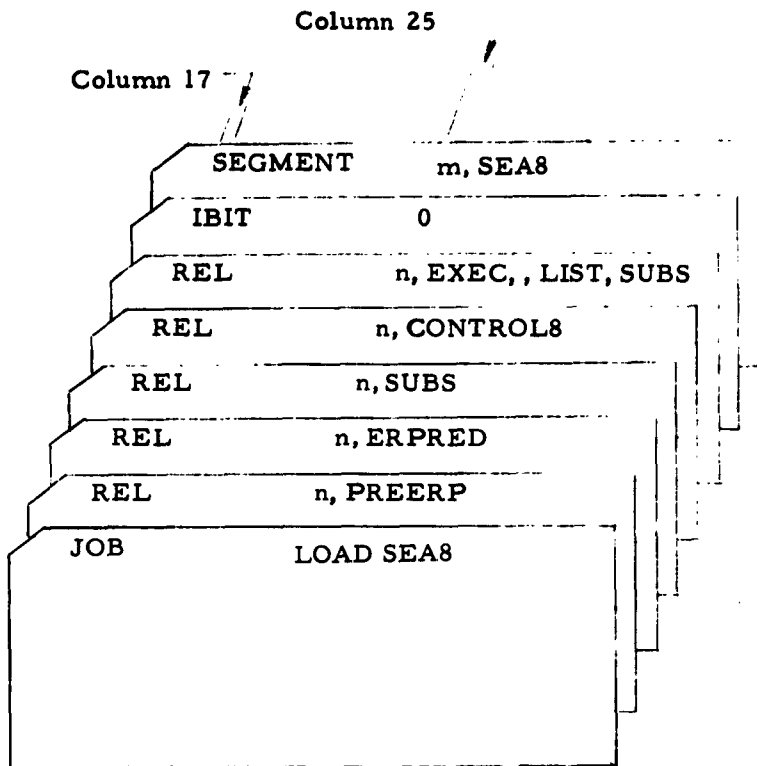 Column 25
Column 17
SEGMENT m, SEA8
IBIT 0
REL n, EXEC, , LIST, SUBS
REL n, CONTROL8
REL n, SUBS
REL n, ERPRED
REL n, PREERP
JOB LOAD SEA8